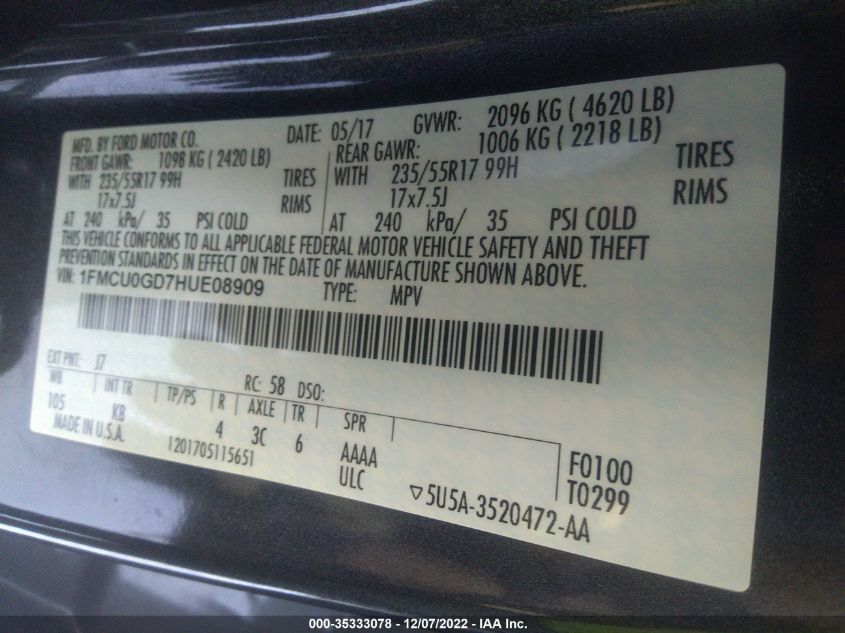 MFD. BY FORD MOTOR CO.
DATE: 05/17 GVWR: 2096 KG ( 4620 LB)
FRONT GAWR: 1098 KG ( 2420 LB)
REAR GAWR: 1006 KG ( 2218 LB)
WITH 235/55R17 99H TIRES
WITH 235/55R17 99H TIRES
17x7.5J RIMS
17x7.5J RIMS
AT 240 kPa/ 35 PSI COLD
AT 240 kPa/ 35 PSI COLD
THIS VEHICLE CONFORMS TO ALL APPLICABLE FEDERAL MOTOR VEHICLE SAFETY AND THEFT
PREVENTION STANDARDS IN EFFECT ON THE DATE OF MANUFACTURE SHOWN ABOVE.
VIN: 1FMCU0GD7HUE08909 TYPE: MPV
EXT PNT: J7 RC: 58 DSO:
WB INT TR TP/PS R AXLE TR SPR
105 KB 4 3C 6 AAAA
MADE IN U.S.A. 1201705115651 ULC
F0100
T0299
▽5U5A-3520472-AA
000-35333078 - 12/07/2022 - IAA Inc.